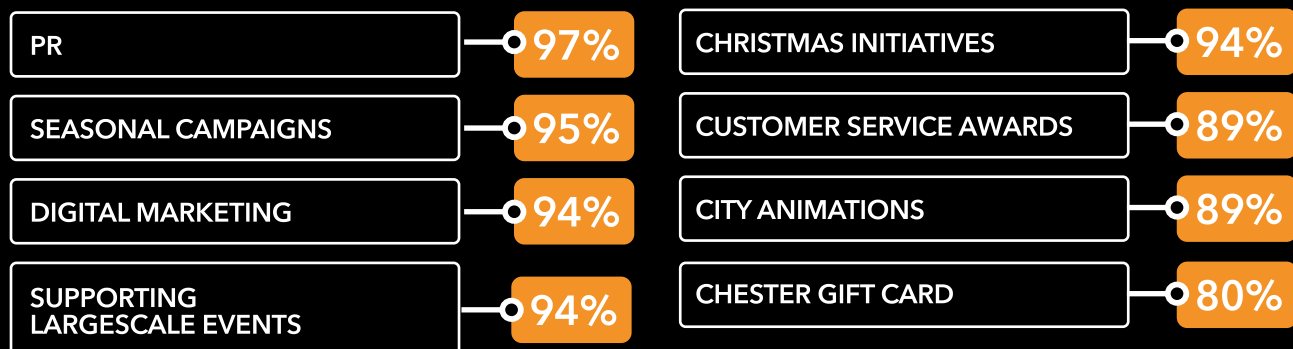 PR
97%
SEASONAL CAMPAIGNS
95%
DIGITAL MARKETING
94%
SUPPORTING
LARGESCALE EVENTS
94%
CHRISTMAS INITIATIVES
94%
CUSTOMER SERVICE AWARDS
89%
CITY ANIMATIONS
89%
CHESTER GIFT CARD
80%